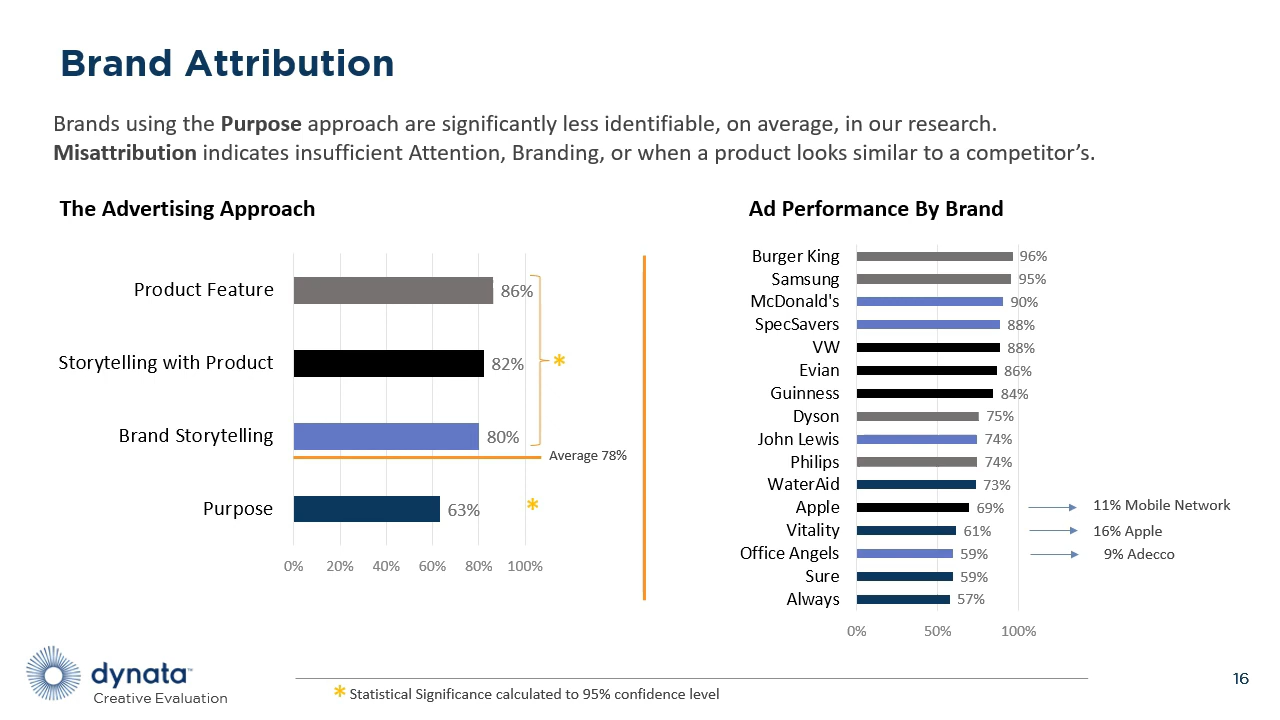 Brand Attribution
Brands using the Purpose approach are significantly less identifiable, on average, in our research.
Misattribution indicates insufficient Attention, Branding, or when a product looks similar to a competitor’s.
The Advertising Approach
Product Feature 86%
Storytelling with Product 82% *
Brand Storytelling 80%
Average 78%
Purpose 63% *
0% 20% 40% 60% 80% 100%
Ad Performance By Brand
Burger King 96%
Samsung 95%
McDonald's 90%
SpecSavers 88%
VW 88%
Evian 86%
Guinness 84%
Dyson 75%
John Lewis 74%
Philips 74%
WaterAid 73%
Apple 69% 11% Mobile Network
Vitality 61% 16% Apple
Office Angels 59% 9% Adecco
Sure 59%
Always 57%
0% 50% 100%
dynata™
Creative Evaluation
* Statistical Significance calculated to 95% confidence level
16